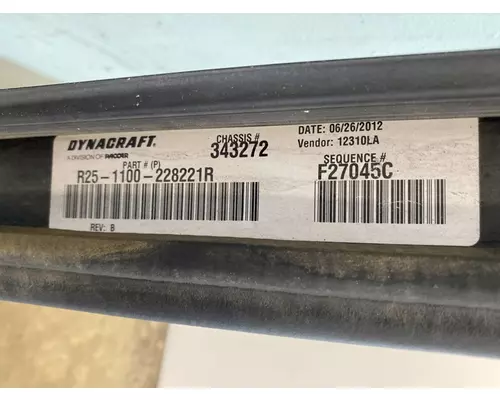 DYNACRAFT.
A DIVISION OF PACCAR
PART # (P)
R25-1100-228221R
REV: B
CHASSIS #
343272
DATE: 06/26/2012
Vendor: 12310LA
SEQUENCE #
F27045C